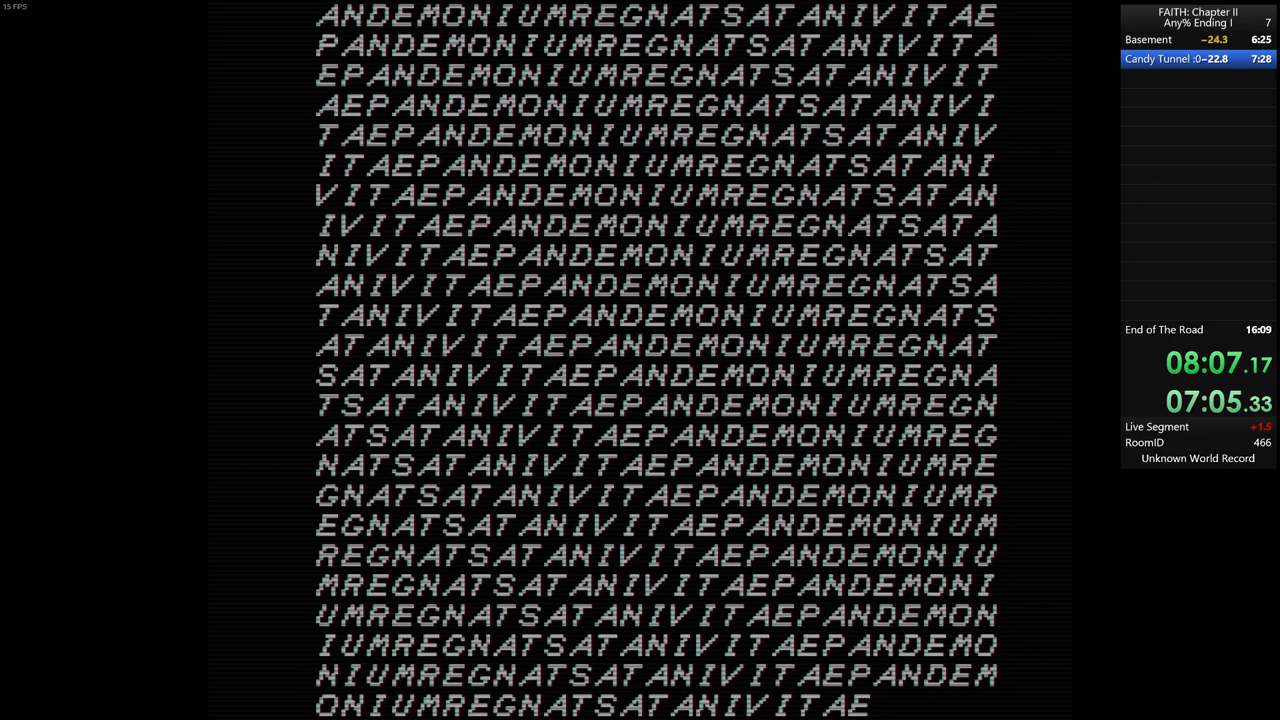 ANDEMONIUMREGNATSATANIVITAE
PANDEMONIUMREGNATSATANIVITA
EPANDEMONIUMREGNATSATANIVIT
AEPANDEMONIUMREGNATSATANIVI
TAEPANDEMONIUMREGNATSATANIV
ITAEPANDEMONIUMREGNATSATANI
VITAEPANDEMONIUMREGNATSATAN
IVITAEPANDEMONIUMREGNATSATA
NIVITAEPANDEMONIUMREGNATSAT
ANIVITAEPANDEMONIUMREGNATSA
TANIVITAEPANDEMONIUMREGNATS
ATANIVITAEPANDEMONIUMREGNAT
SATANIVITAEPANDEMONIUMREGNA
TSATANIVITAEPANDEMONIUMREGN
ATSATANIVITAEPANDEMONIUMREG
NATSATANIVITAEPANDEMONIUMRE
GNATSATANIVITAEPANDEMONIUMR
EGNATSATANIVITAEPANDEMONIUM
REGNATSATANIVITAEPANDEMONIU
MREGNATSATANIVITAEPANDEMONI
UMREGNATSATANIVITAEPANDEMON
IUMREGNATSATANIVITAEPANDEMO
NIUMREGNATSATANIVITAEPANDEM
ONIUMREGNATSATANIVITAE
15 FPS
FAITH: Chapter II
Any% Ending I 7
Basement −24.3 6:25
Candy Tunnel :0 −22.8 7:28
End of The Road 16:09
08:07.17
07:05.33
Live Segment +1.5
RoomID 466
Unknown World Record